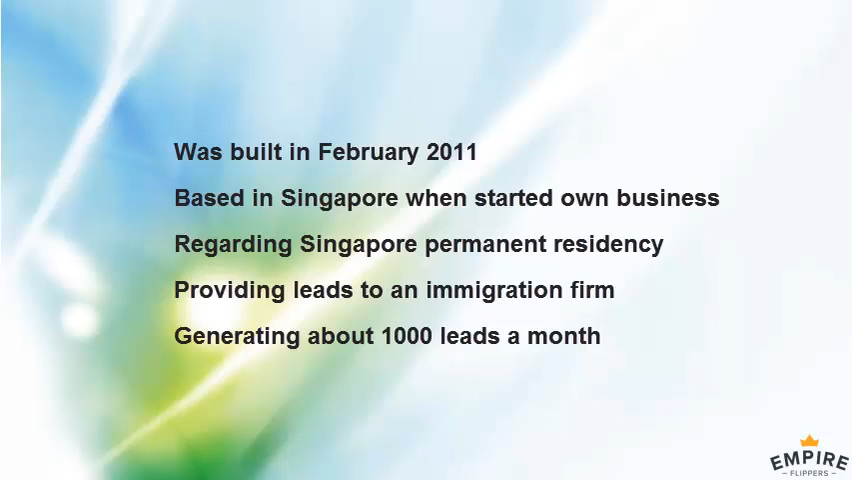 Was built in February 2011
Based in Singapore when started own business
Regarding Singapore permanent residency
Providing leads to an immigration firm
Generating about 1000 leads a month
EMPIRE
– FLIPPERS –